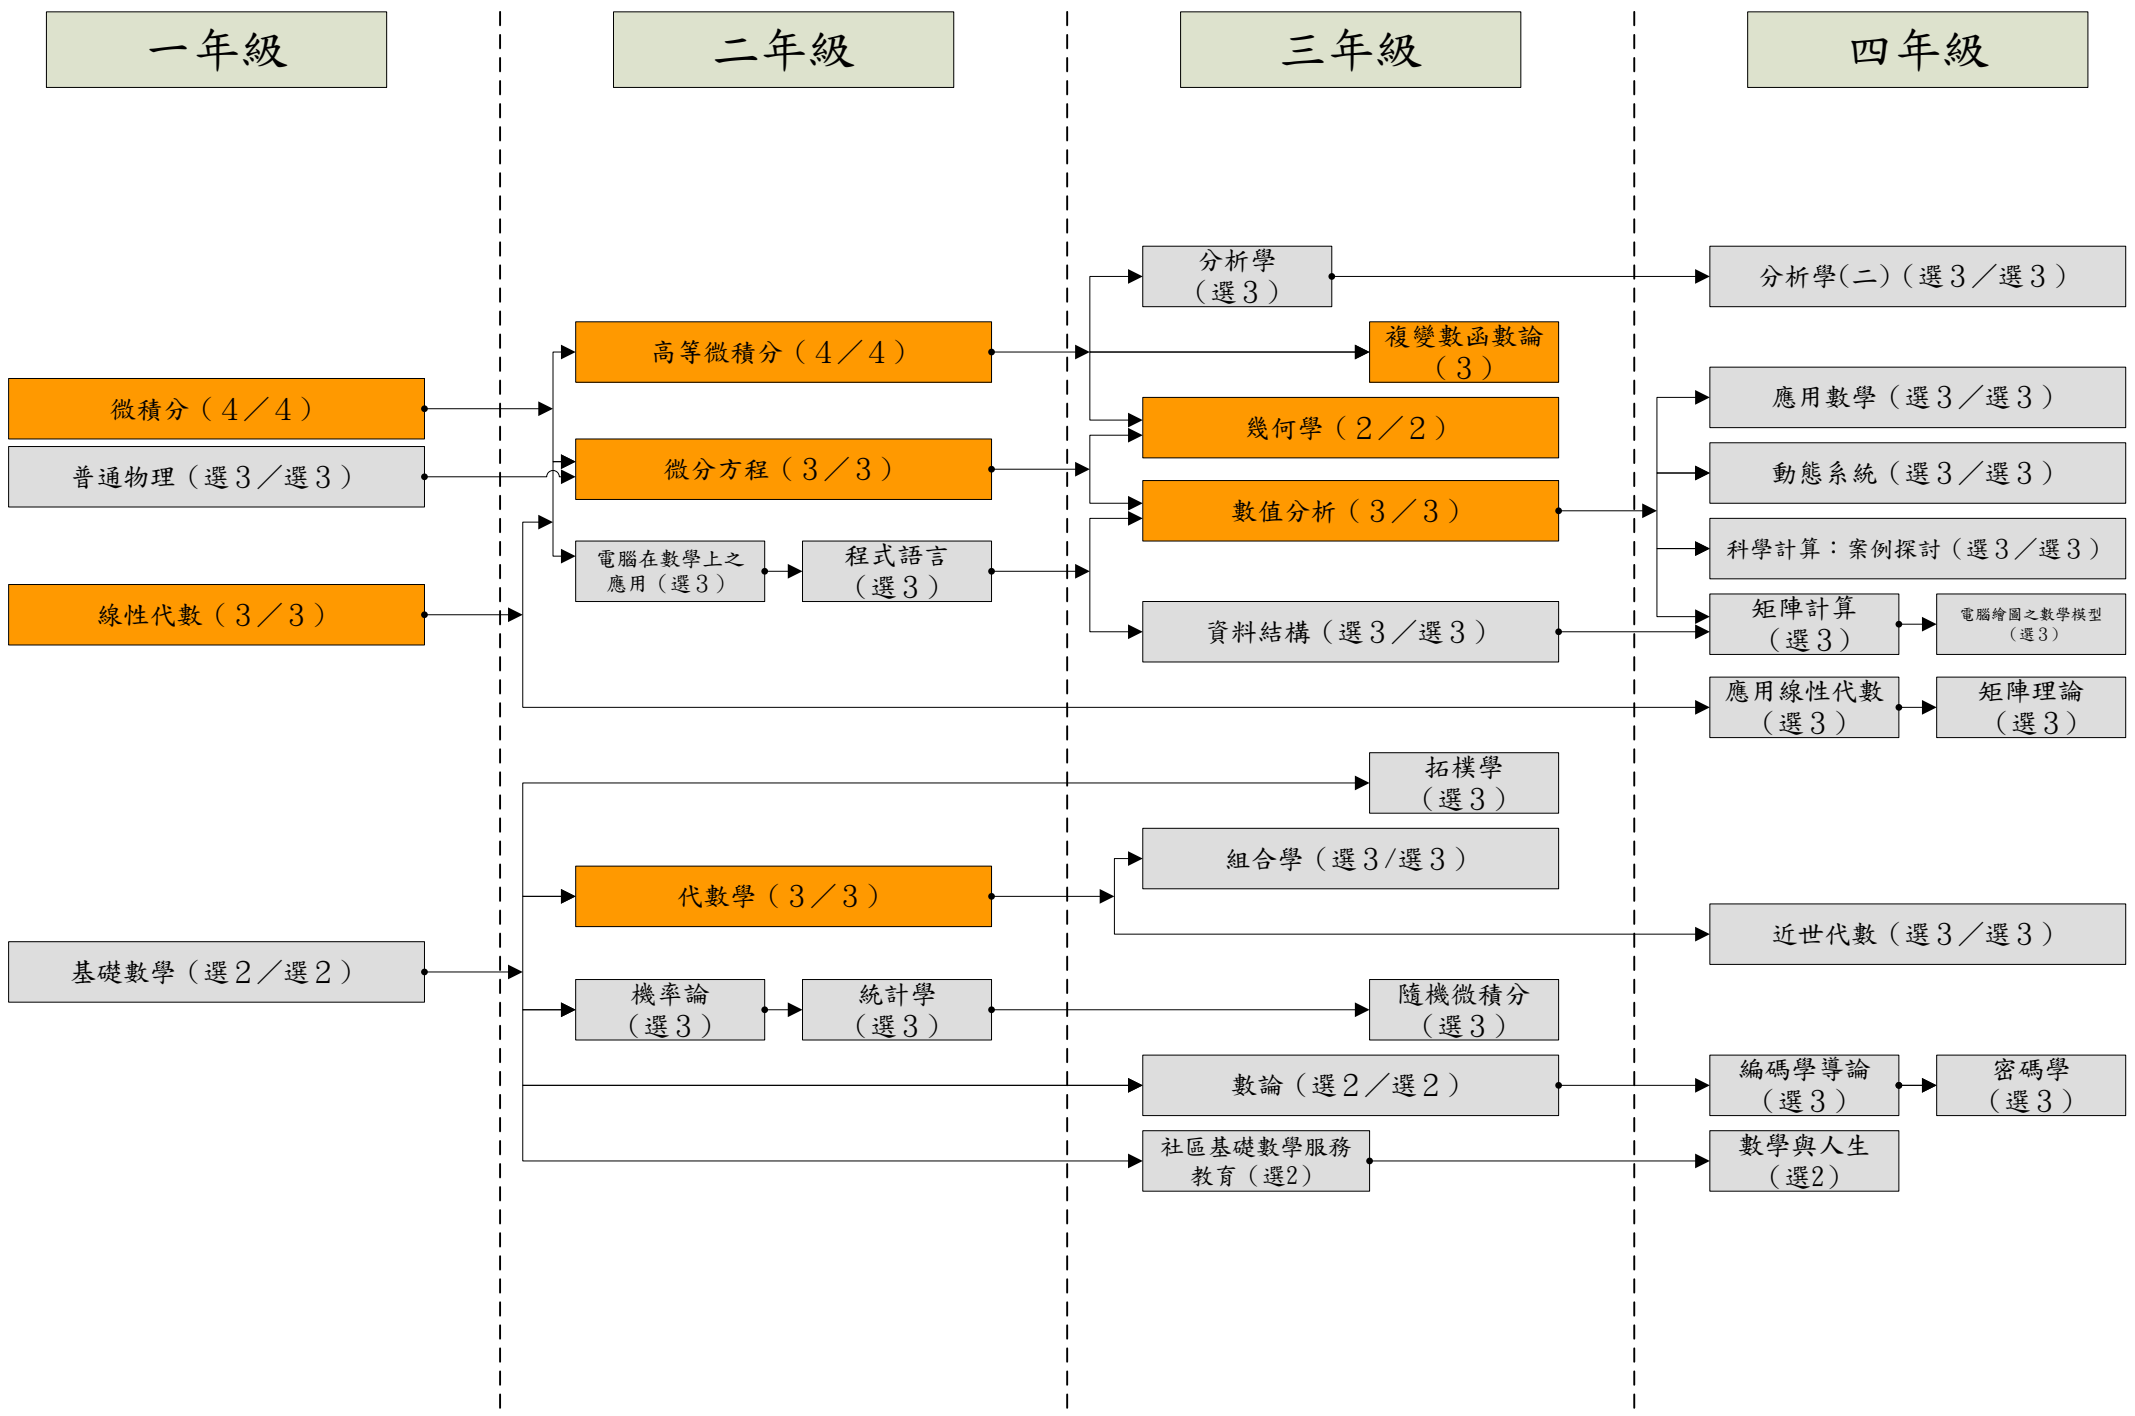 一年級
二年級
三年級
四年級
微積分（４／４）
普通物理（選３／選３）
線性代數（３／３）
基礎數學（選２／選２）
高等微積分（４／４）
微分方程（３／３）
電腦在數學上之
應用（選３）
程式語言
（選３）
代數學（３／３）
機率論
（選３）
統計學
（選３）
分析學
（選３）
複變數函數論
（３）
幾何學（２／２）
數值分析（３／３）
資料結構（選３／選３）
拓樸學
（選３）
組合學（選３/選３）
隨機微積分
（選３）
數論（選２／選２）
社區基礎數學服務
教育（選2）
分析學(二)（選３／選３）
應用數學（選３／選３）
動態系統（選３／選３）
科學計算：案例探討（選３／選３）
矩陣計算
（選３）
電腦繪圖之數學模型
（選３）
應用線性代數
（選３）
矩陣理論
（選３）
近世代數（選３／選３）
編碼學導論
（選３）
密碼學
（選３）
數學與人生
（選2）